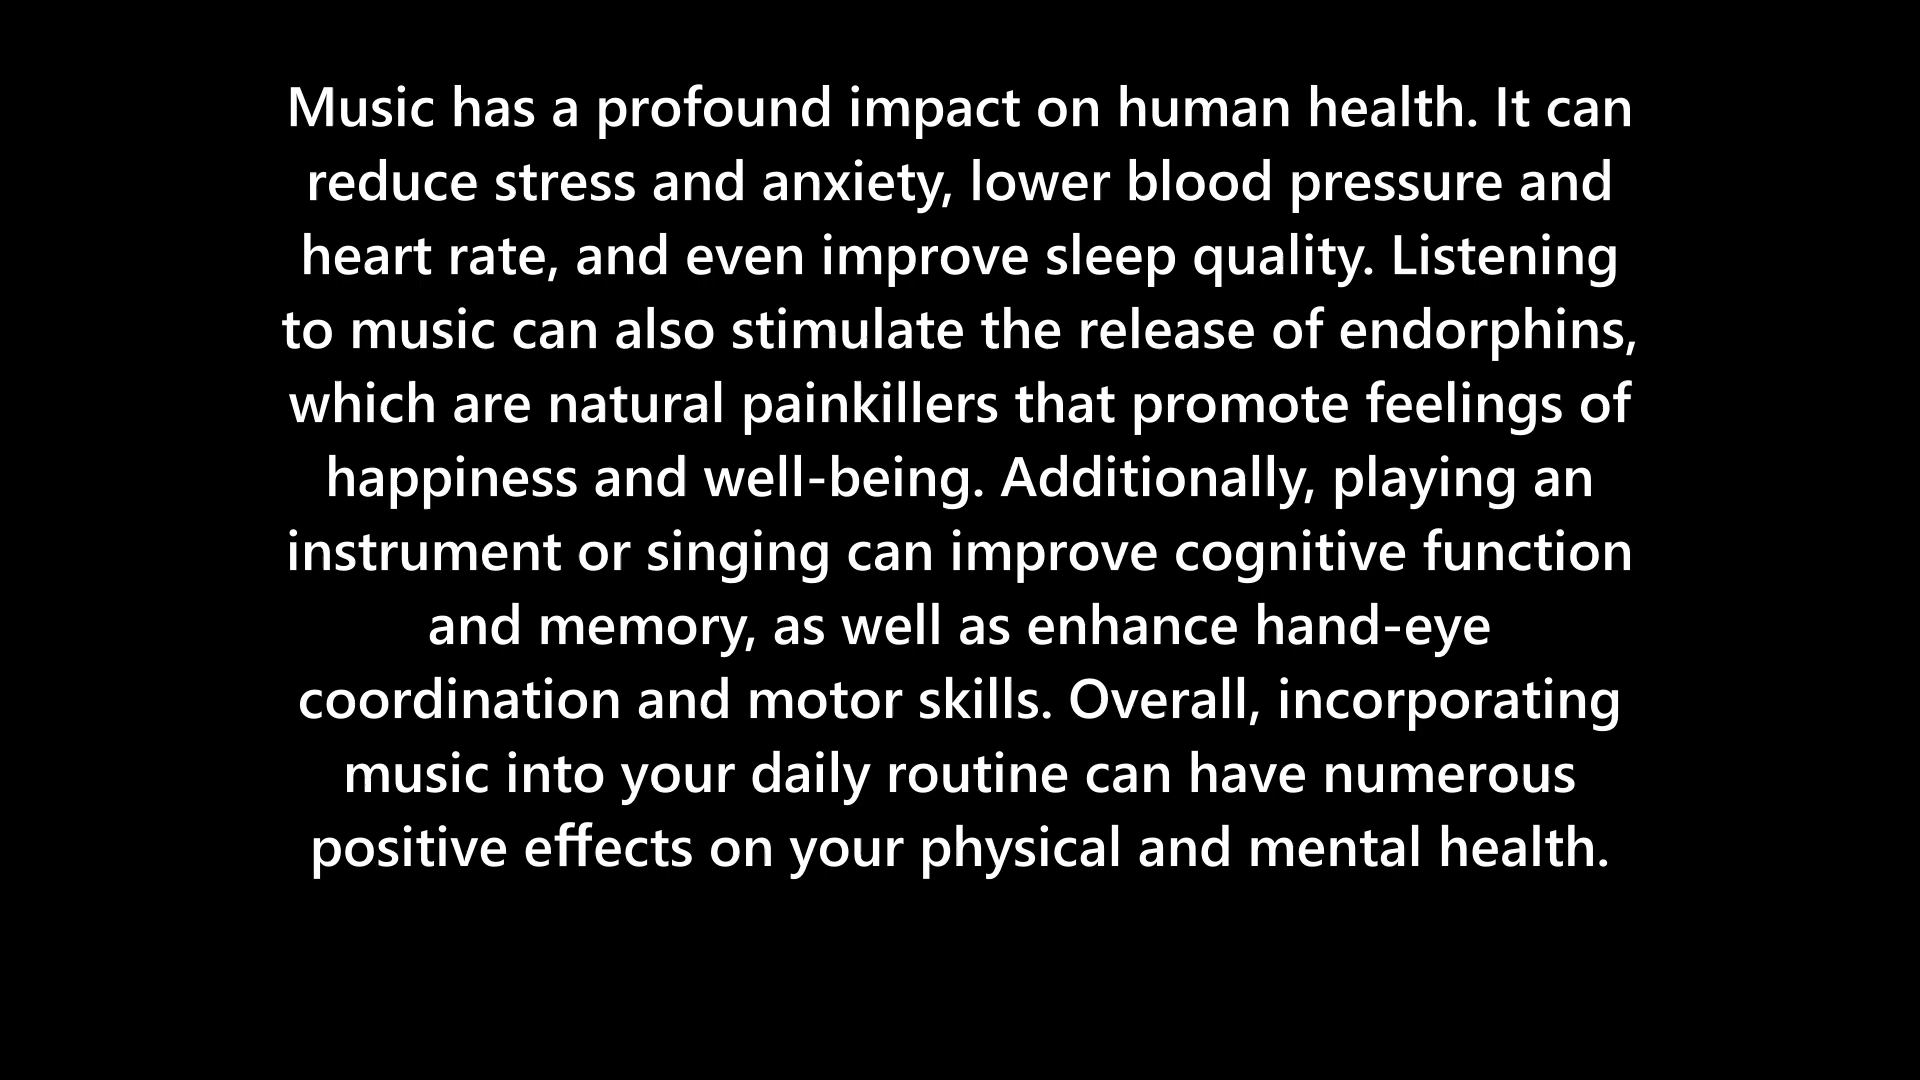 Music has a profound impact on human health. It can
reduce stress and anxiety, lower blood pressure and
heart rate, and even improve sleep quality. Listening
to music can also stimulate the release of endorphins,
which are natural painkillers that promote feelings of
happiness and well-being. Additionally, playing an
instrument or singing can improve cognitive function
and memory, as well as enhance hand-eye
coordination and motor skills. Overall, incorporating
music into your daily routine can have numerous
positive effects on your physical and mental health.